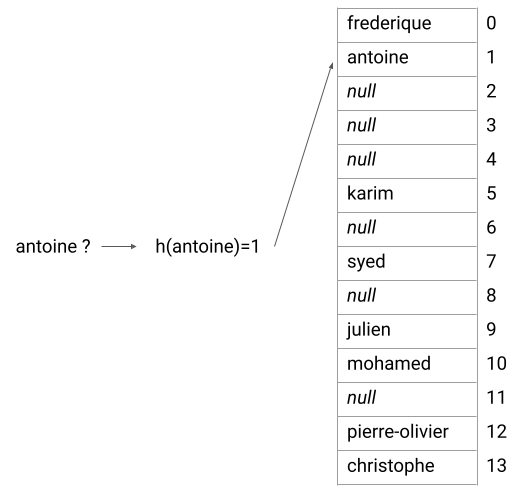 frederique 0
antoine 1
null 2
null 3
null 4
karim 5
null 6
antoine ? h(antoine)=1
syed 7
null 8
julien 9
mohamed 10
null 11
pierre-olivier 12
christophe 13